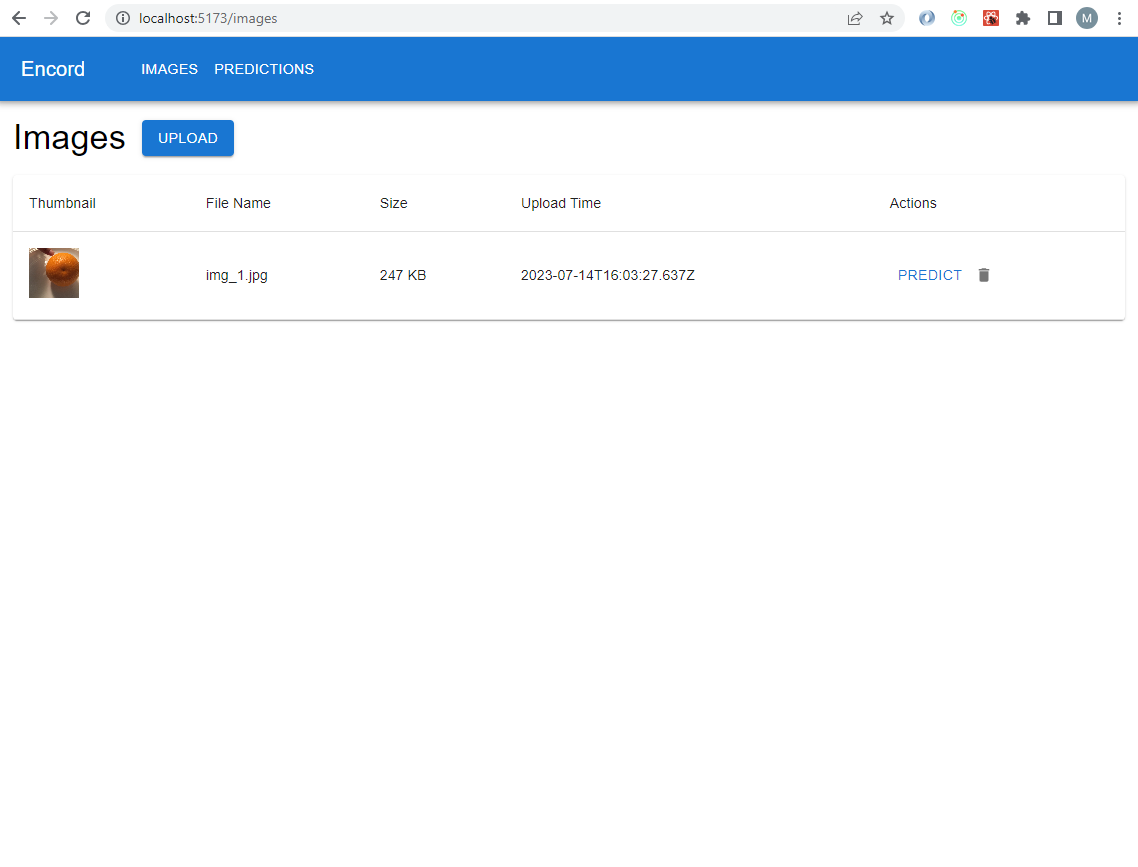 localhost:5173/images
M
Encord IMAGES PREDICTIONS
Images UPLOAD
Thumbnail File Name Size Upload Time Actions
img_1.jpg 247 KB 2023-07-14T16:03:27.637Z PREDICT